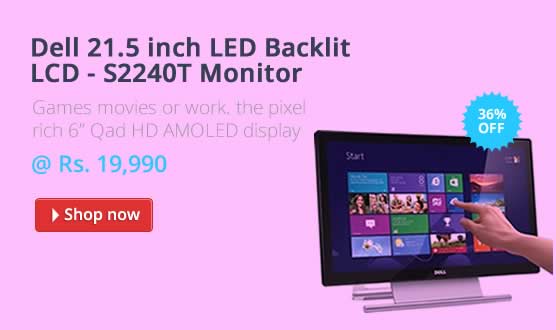 Dell 21.5 inch LED Backlit
LCD - S2240T Monitor
Games movies or work, the pixel
rich 6” Qad HD AMOLED display
@ Rs. 19,990
Shop now
36%
OFF
Start
DELL